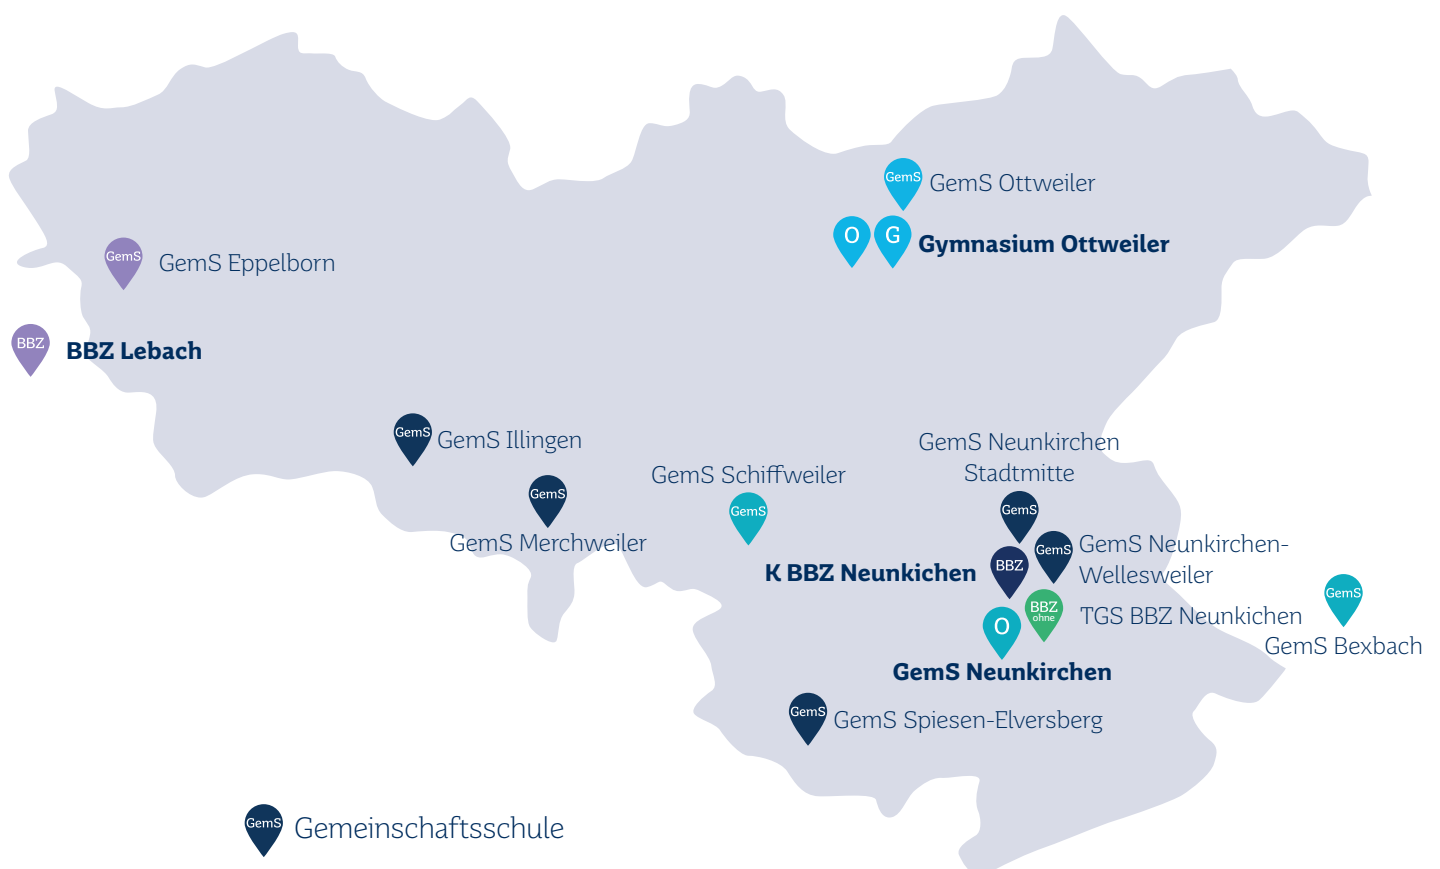 GemS
GemS Ottweiler
O
G
Gymnasium Ottweiler
GemS
GemS Eppelborn
BBZ
BBZ Lebach
GemS
GemS Illingen
GemS
GemS Merchweiler
GemS Schiffweiler
GemS
GemS Neunkirchen
Stadtmitte
GemS
GemS
GemS Neunkirchen-
Wellesweiler
K BBZ Neunkichen
BBZ
BBZ
ohne
TGS BBZ Neunkichen
GemS
GemS Bexbach
O
GemS Neunkirchen
GemS
GemS Spiesen-Elversberg
GemS
Gemeinschaftsschule